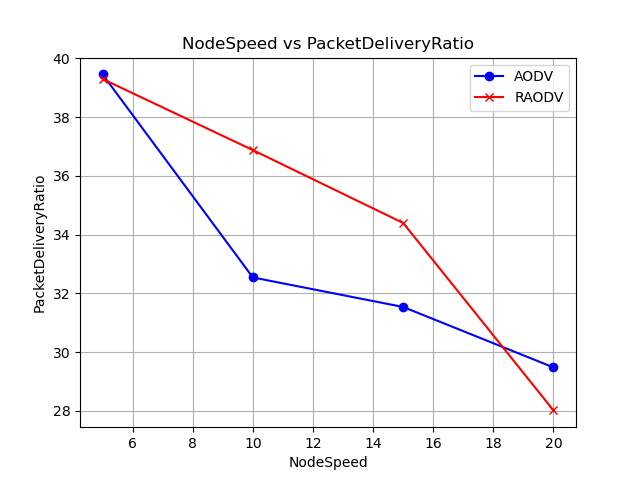 NodeSpeed vs PacketDeliveryRatio
AODV
RAODV
PacketDeliveryRatio
40
38
36
34
32
30
28
6 8 10 12 14 16 18 20
NodeSpeed